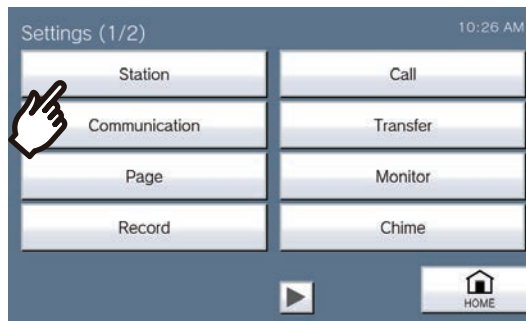 Settings (1/2) 10:26 AM
Station Call
Communication Transfer
Page Monitor
Record Chime
HOME